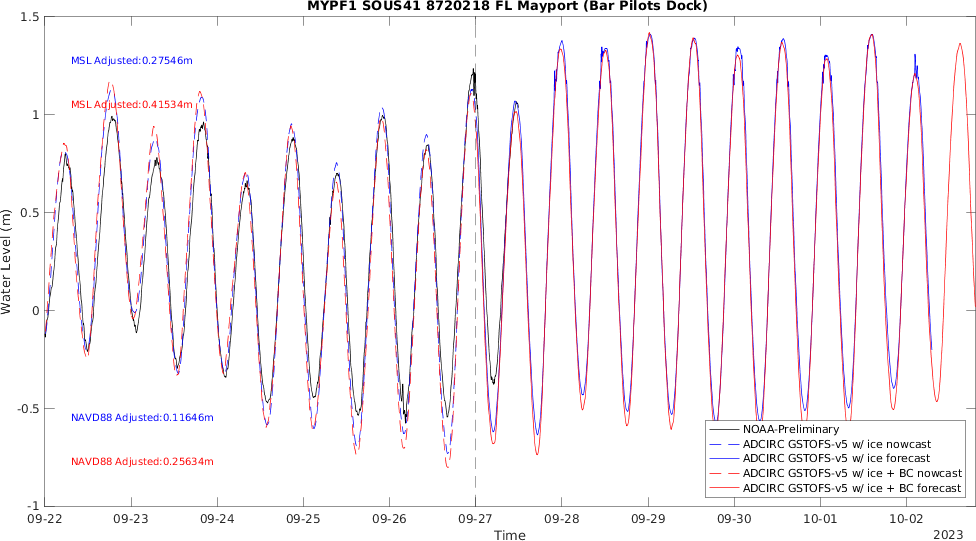 MYPF1 SOUS41 8720218 FL Mayport (Bar Pilots Dock)
1.5
1
0.5
0
-0.5
-1
Water Level (m)
MSL Adjusted:0.27546m
MSL Adjusted:0.41534m
NAVD88 Adjusted:0.11646m
NAVD88 Adjusted:0.25634m
NOAA-Preliminary
ADCIRC GSTOFS-v5 w/ ice nowcast
ADCIRC GSTOFS-v5 w/ ice forecast
ADCIRC GSTOFS-v5 w/ ice + BC nowcast
ADCIRC GSTOFS-v5 w/ ice + BC forecast
09-22 09-23 09-24 09-25 09-26 09-27 09-28 09-29 09-30 10-01 10-02
Time
2023